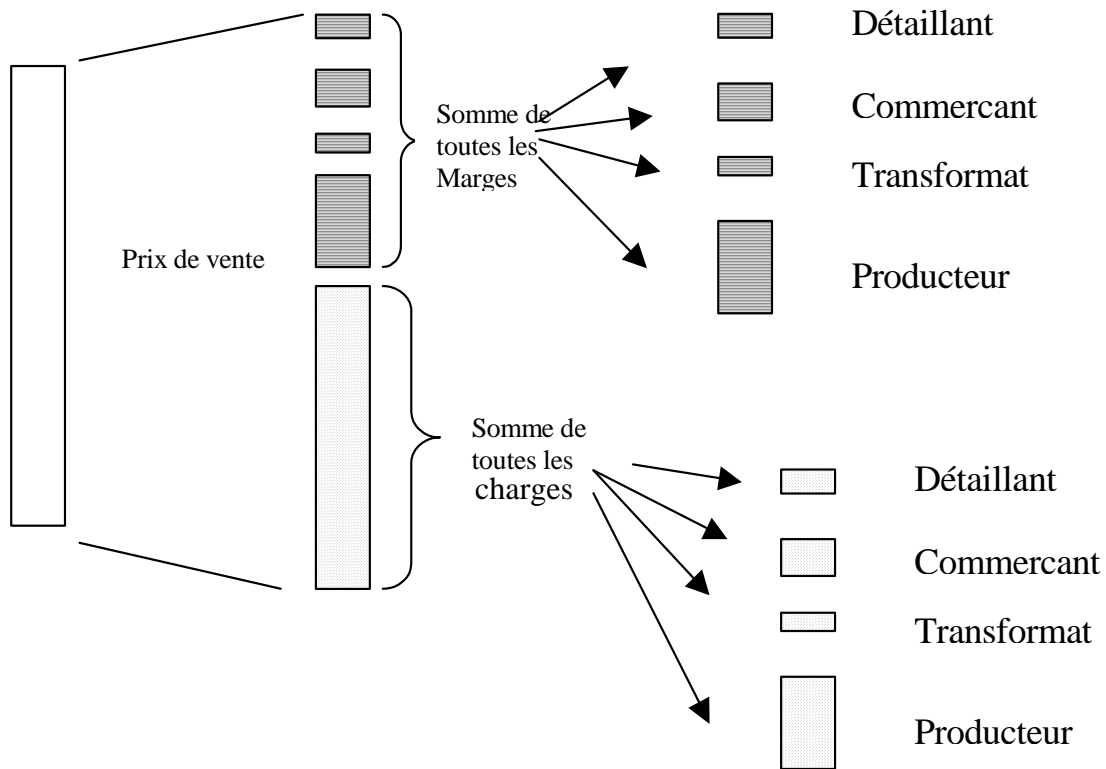 Détaillant
Commercant
Transformat
Producteur
Somme de
toutes les
Marges
Prix de vente
Somme de
toutes les
charges
Détaillant
Commercant
Transformat
Producteur